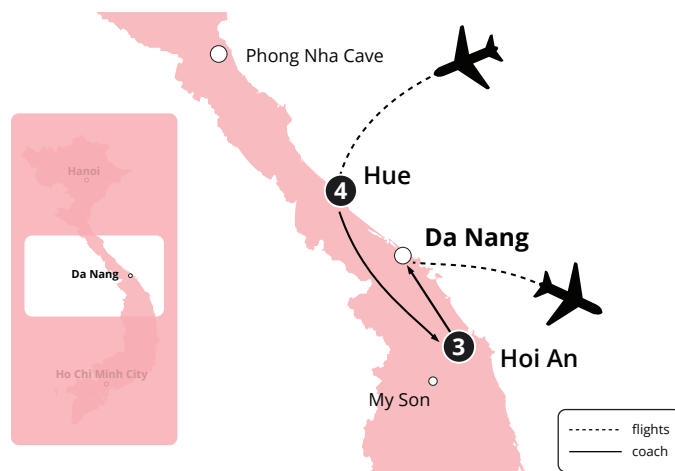 Phong Nha Cave
4
Hue
Hanoi
Da Nang
Da Nang
3
Hoi An
Ho Chi Minh City
My Son
flights
coach